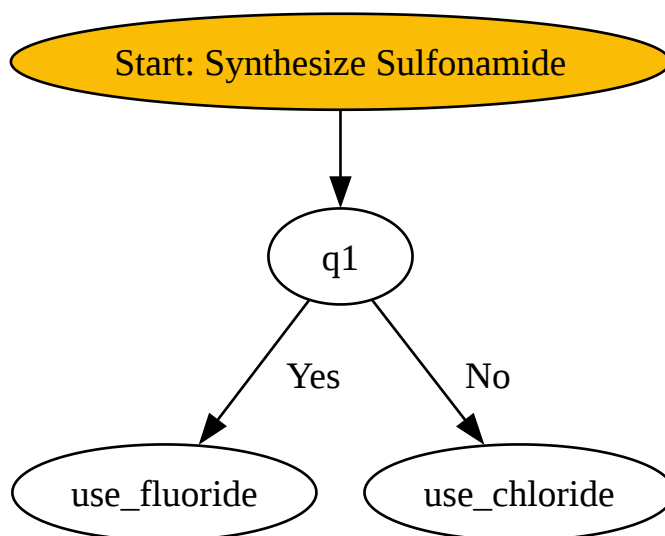 Start: Synthesize Sulfonamide
q1
Yes
No
use_fluoride
use_chloride